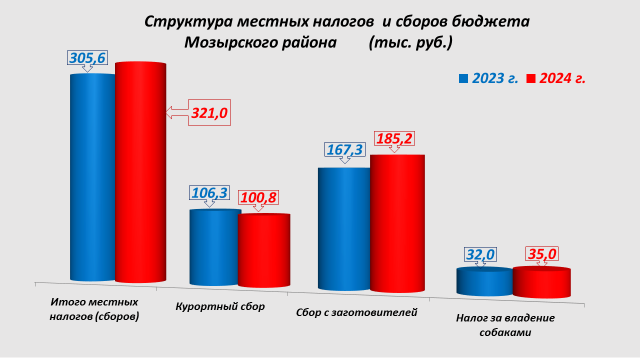 Структура местных налогов и сборов бюджета
Мозырского района (тыс. руб.)
2023 г. 2024 г.
305,6
321,0
106,3
100,8
167,3
185,2
32,0
35,0
Итого местных
налогов (сборов)
Курортный сбор
Сбор с заготовителей
Налог за владение
собаками